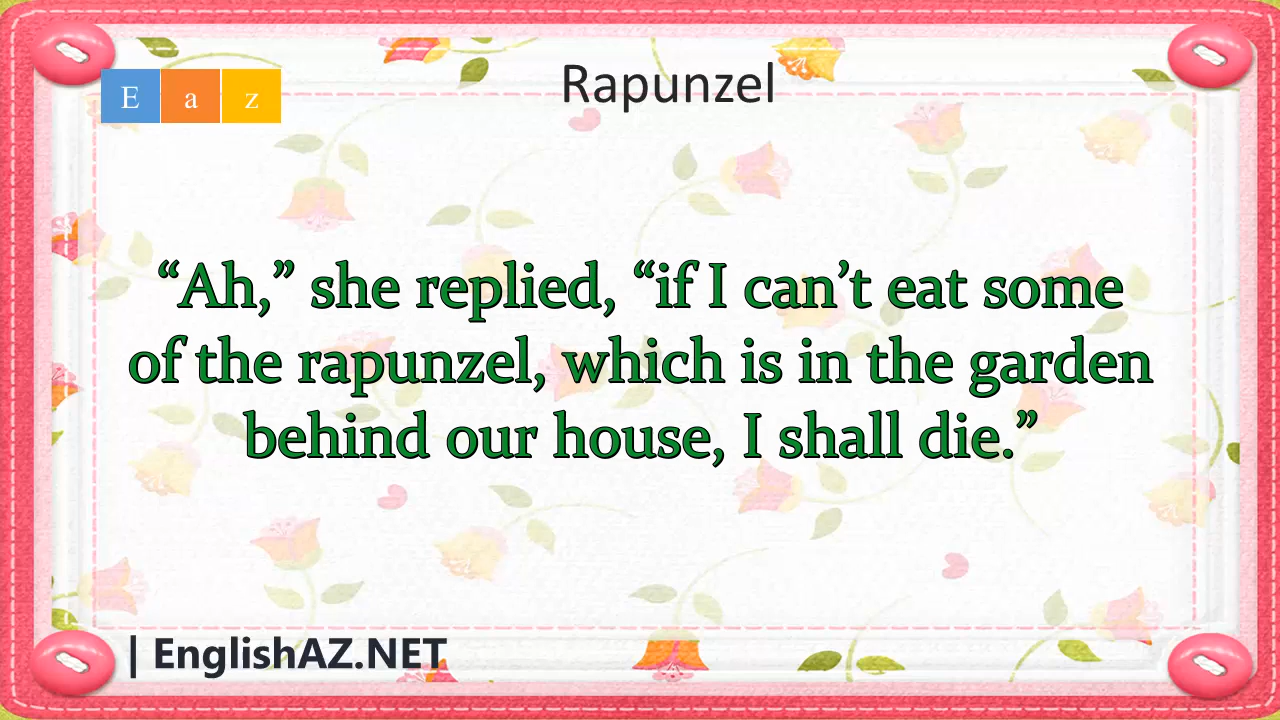 E a z
Rapunzel
“Ah,” she replied, “if I can’t eat some
of the rapunzel, which is in the garden
behind our house, I shall die.”
| EnglishAZ.NET